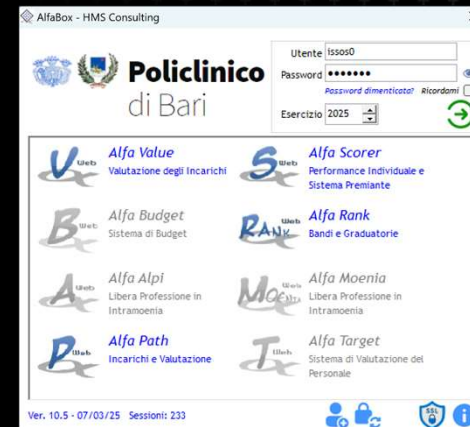 AlfaBox - HMS Consulting
Policlinico
di Bari
Utente issos0
Password •••••••
Password dimenticata? Ricordami
Esercizio 2025
Alfa Value
Valutazione degli Incarichi
Alfa Scorer
Performance Individuale e
Sistema Premiante
Alfa Budget
Sistema di Budget
Alfa Rank
Bandi e Graduatorie
Alfa Alpi
Libera Professione in
Intramoenia
Alfa Moenia
Libera Professione in
Intramoenia
Alfa Path
Incarichi e Valutazione
Alfa Target
Sistema di Valutazione del
Personale
Ver. 10.5 - 07/03/25 Sessioni: 233
SSL